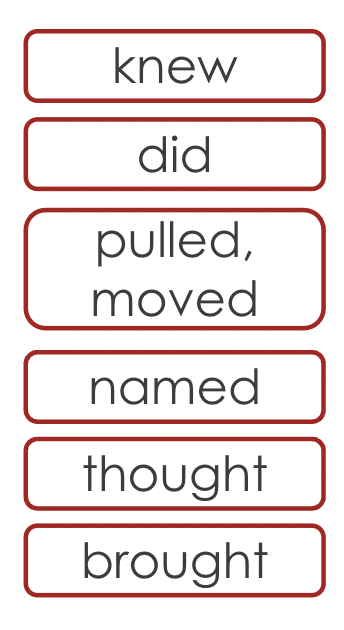 knew
did
pulled,
moved
named
thought
brought